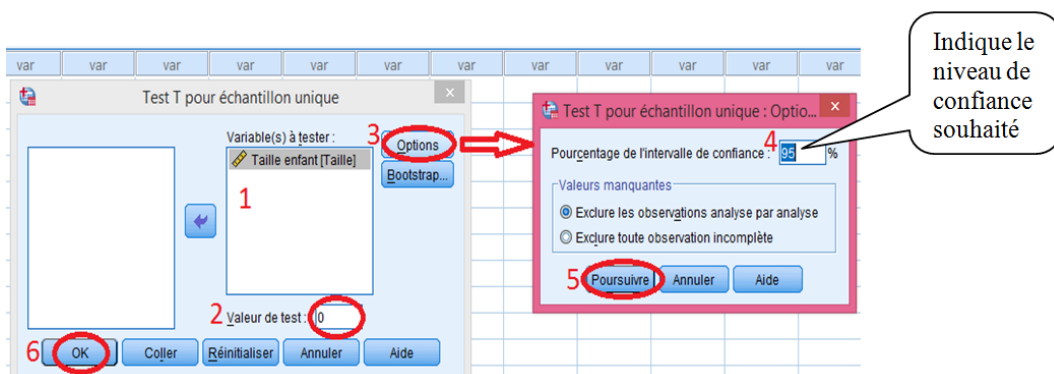 Indique le
niveau de
confiance
souhaité
var var var var var var var var var var var var
Test T pour échantillon unique x
Variable(s) à tester :
3 Options
Taille enfant [Taille]
Bootstrap...
1
2 Valeur de test : 0
6 OK Coller Réinitialiser Annuler Aide
Test T pour échantillon unique : Optio... x
Pourcentage de l'intervalle de confiance : 4 95 %
Valeurs manquantes
Exclure les observations analyse par analyse
Exclure toute observation incomplète
5 Poursuivre Annuler Aide